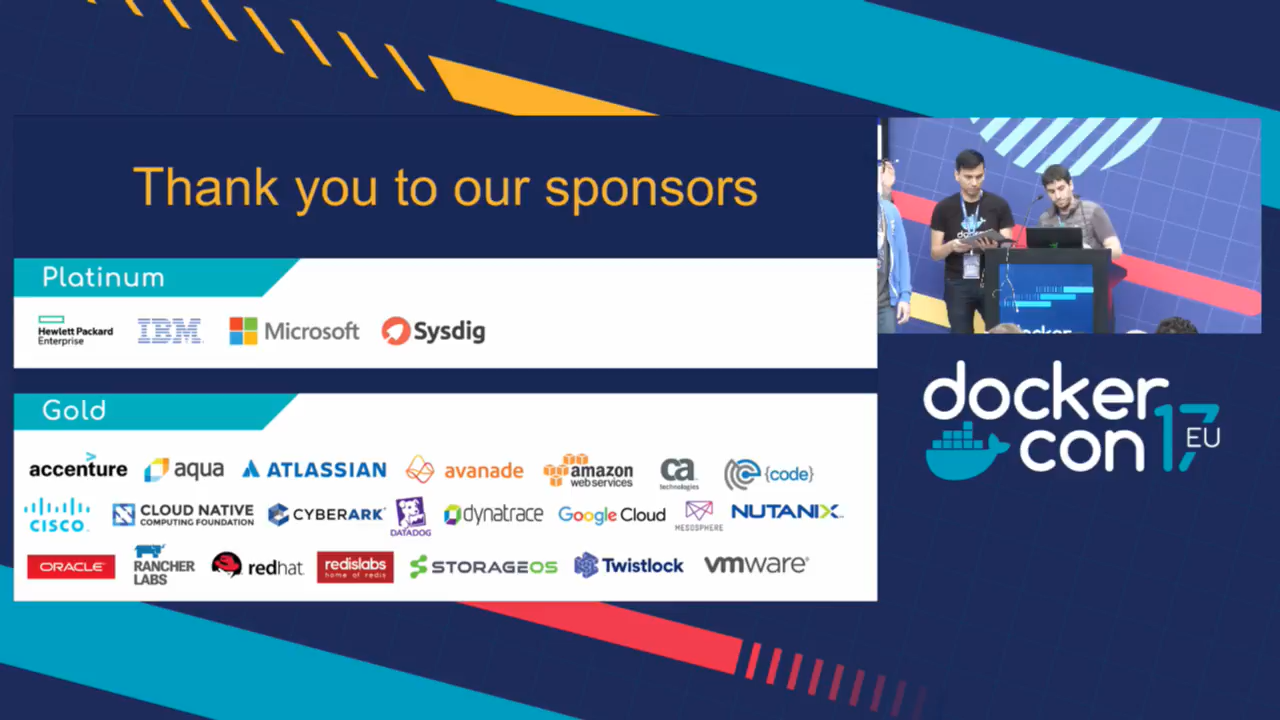 Thank you to our sponsors
Platinum
Hewlett Packard
Enterprise
IBM
Microsoft
Sysdig
Gold
accenture
aqua
ATLASSIAN
avanade
amazon
web services
ca
technologies
{code}
CISCO
CLOUD NATIVE
COMPUTING FOUNDATION
CYBERARK
DATADOG
dynatrace
Google Cloud
MESOSPHERE
NUTANIX
ORACLE
RANCHER
LABS
redhat
redislabs
home of redis
STORAGEOS
Twistlock
vmware
docker
docker
con 17 EU